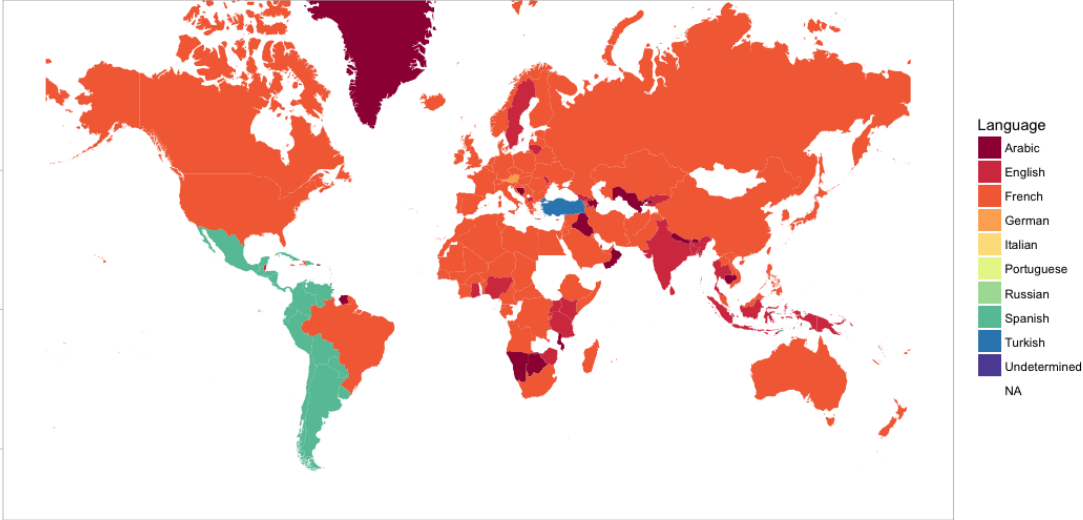 Language
Arabic
English
French
German
Italian
Portuguese
Russian
Spanish
Turkish
Undetermined
NA